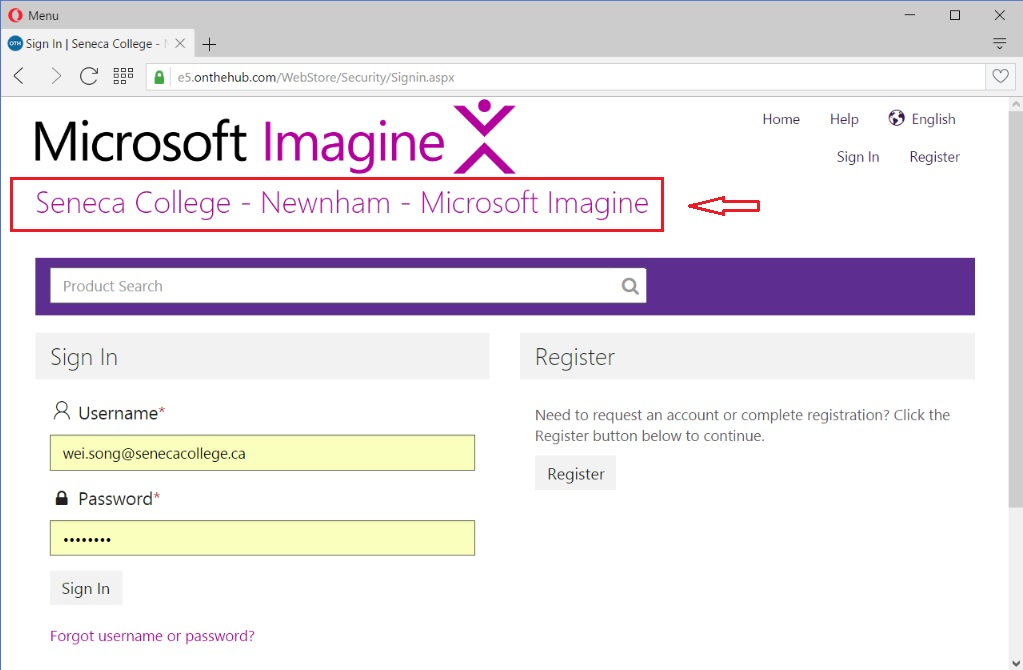 Menu
Sign In | Seneca College -
e5.onthehub.com/WebStore/Security/Signin.aspx
Microsoft Imagine
Home Help English
Sign In Register
Seneca College - Newnham - Microsoft Imagine
Product Search
Sign In
Username*
wei.song@senecacollege.ca
Password*
••••••••
Sign In
Forgot username or password?
Register
Need to request an account or complete registration? Click the
Register button below to continue.
Register